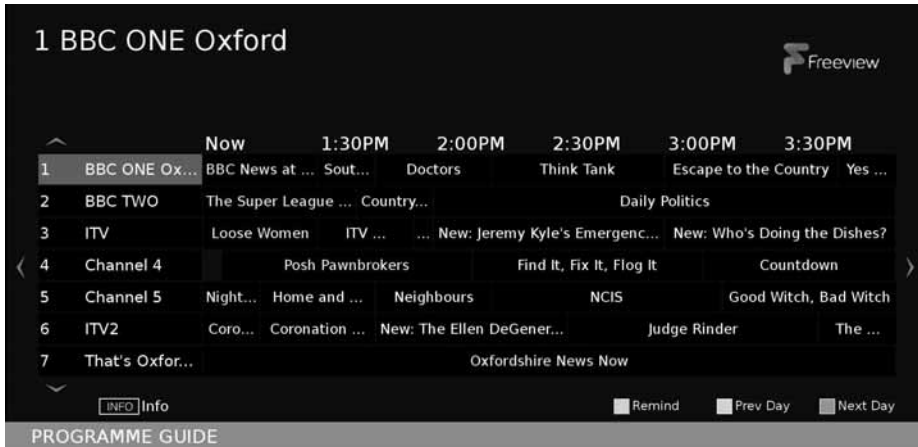 1 BBC ONE Oxford
Freeview
Now 1:30PM 2:00PM 2:30PM 3:00PM 3:30PM
1 BBC ONE Ox... BBC News at ... Sout... Doctors Think Tank Escape to the Country Yes ...
2 BBC TWO The Super League ... Country... Daily Politics
3 ITV Loose Women ITV ... ... New: Jeremy Kyle's Emergenc... New: Who's Doing the Dishes?
4 Channel 4 Posh Pawnbrokers Find It, Fix It, Flog It Countdown
5 Channel 5 Night... Home and ... Neighbours NCIS Good Witch, Bad Witch
6 ITV2 Coro... Coronation ... New: The Ellen DeGener... Judge Rinder The ...
7 That's Oxfor... Oxfordshire News Now
INFO Info Remind Prev Day Next Day
PROGRAMME GUIDE